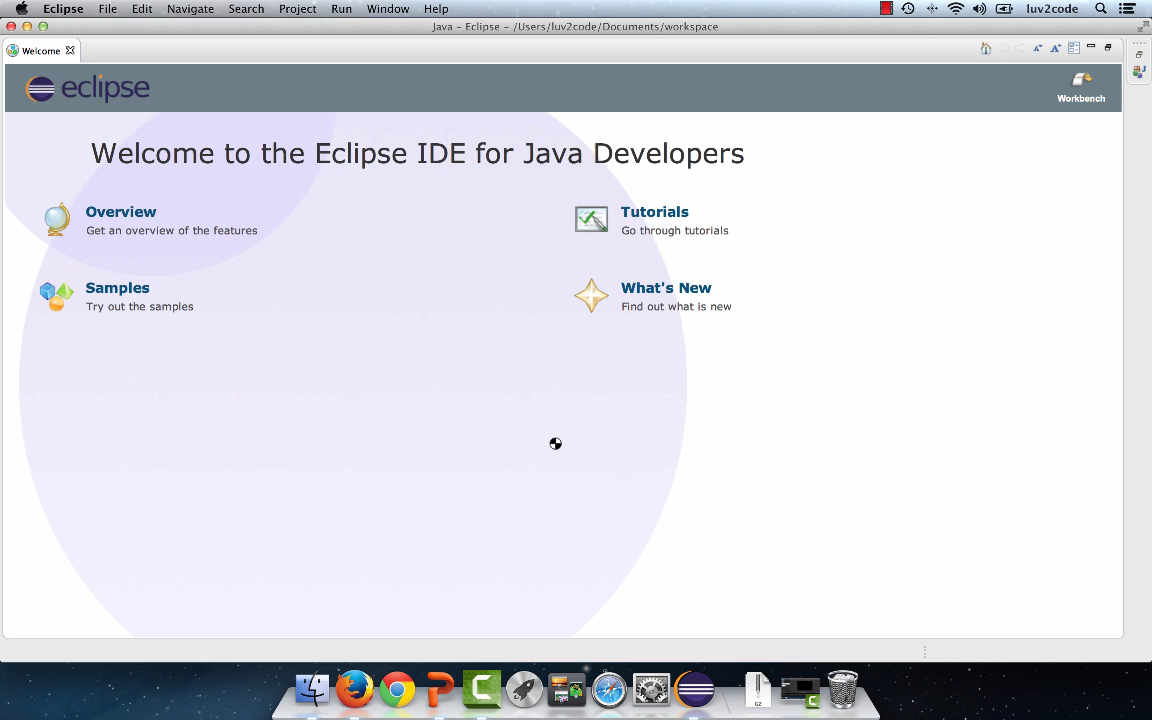 Eclipse File Edit Navigate Search Project Run Window Help luv2code
Java – Eclipse – /Users/luv2code/Documents/workspace
Welcome
eclipse
Workbench
Welcome to the Eclipse IDE for Java Developers
Overview
Get an overview of the features
Tutorials
Go through tutorials
Samples
Try out the samples
What's New
Find out what is new
GZ